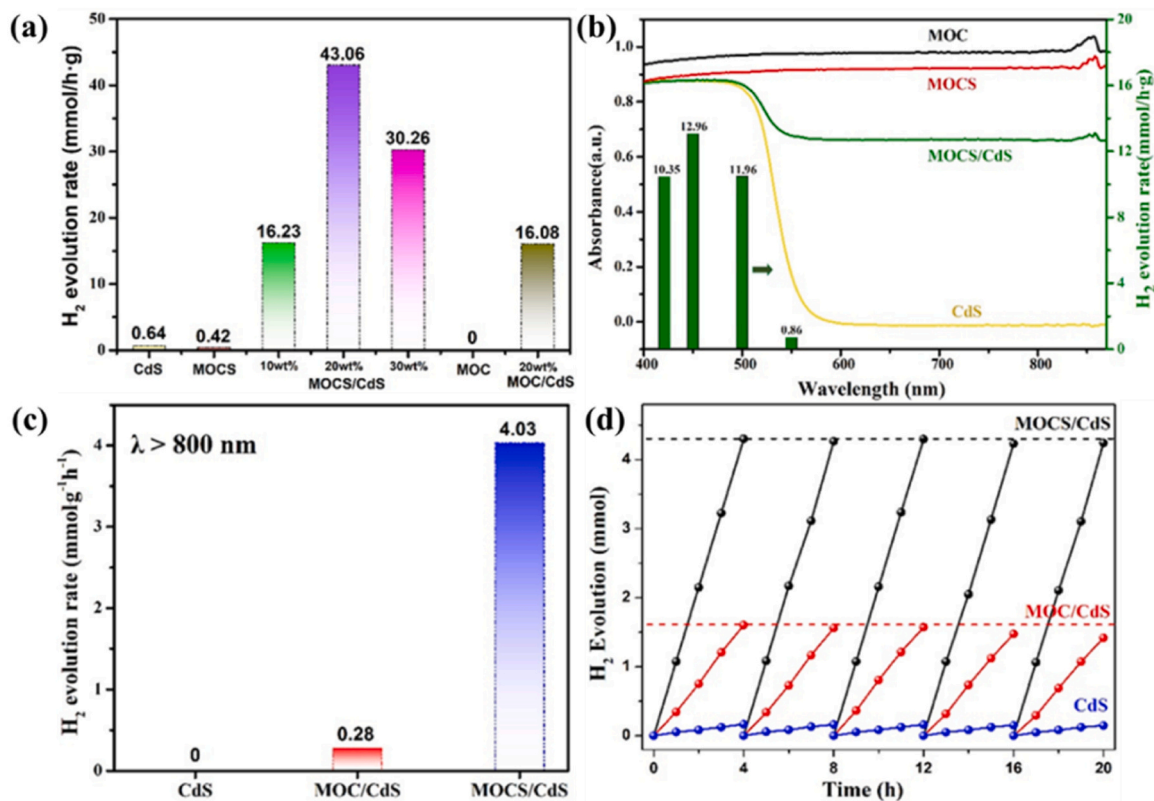 (a)
H2 evolution rate (mmol/h·g)
50
40
30
20
10
0
0.64
0.42
16.23
43.06
30.26
0
16.08
CdS
MOCS
10wt%
20wt%
30wt%
MOC
20wt%
MOCS/CdS
MOC/CdS
(b)
Absorbance(a.u.)
1.0
0.8
0.6
0.4
0.2
0.0
MOC
MOCS
MOCS/CdS
CdS
10.35
12.96
11.96
0.86
400
500
600
700
800
Wavelength (nm)
20
16
12
8
4
0
H2 evolution rate(mmol/h·g)
(c)
λ > 800 nm
H2 evolution rate (mmolg-1h-1)
4
3
2
1
0
0
0.28
4.03
CdS
MOC/CdS
MOCS/CdS
(d)
H2 Evolution (mmol)
4
3
2
1
0
MOCS/CdS
MOC/CdS
CdS
0
4
8
12
16
20
Time (h)